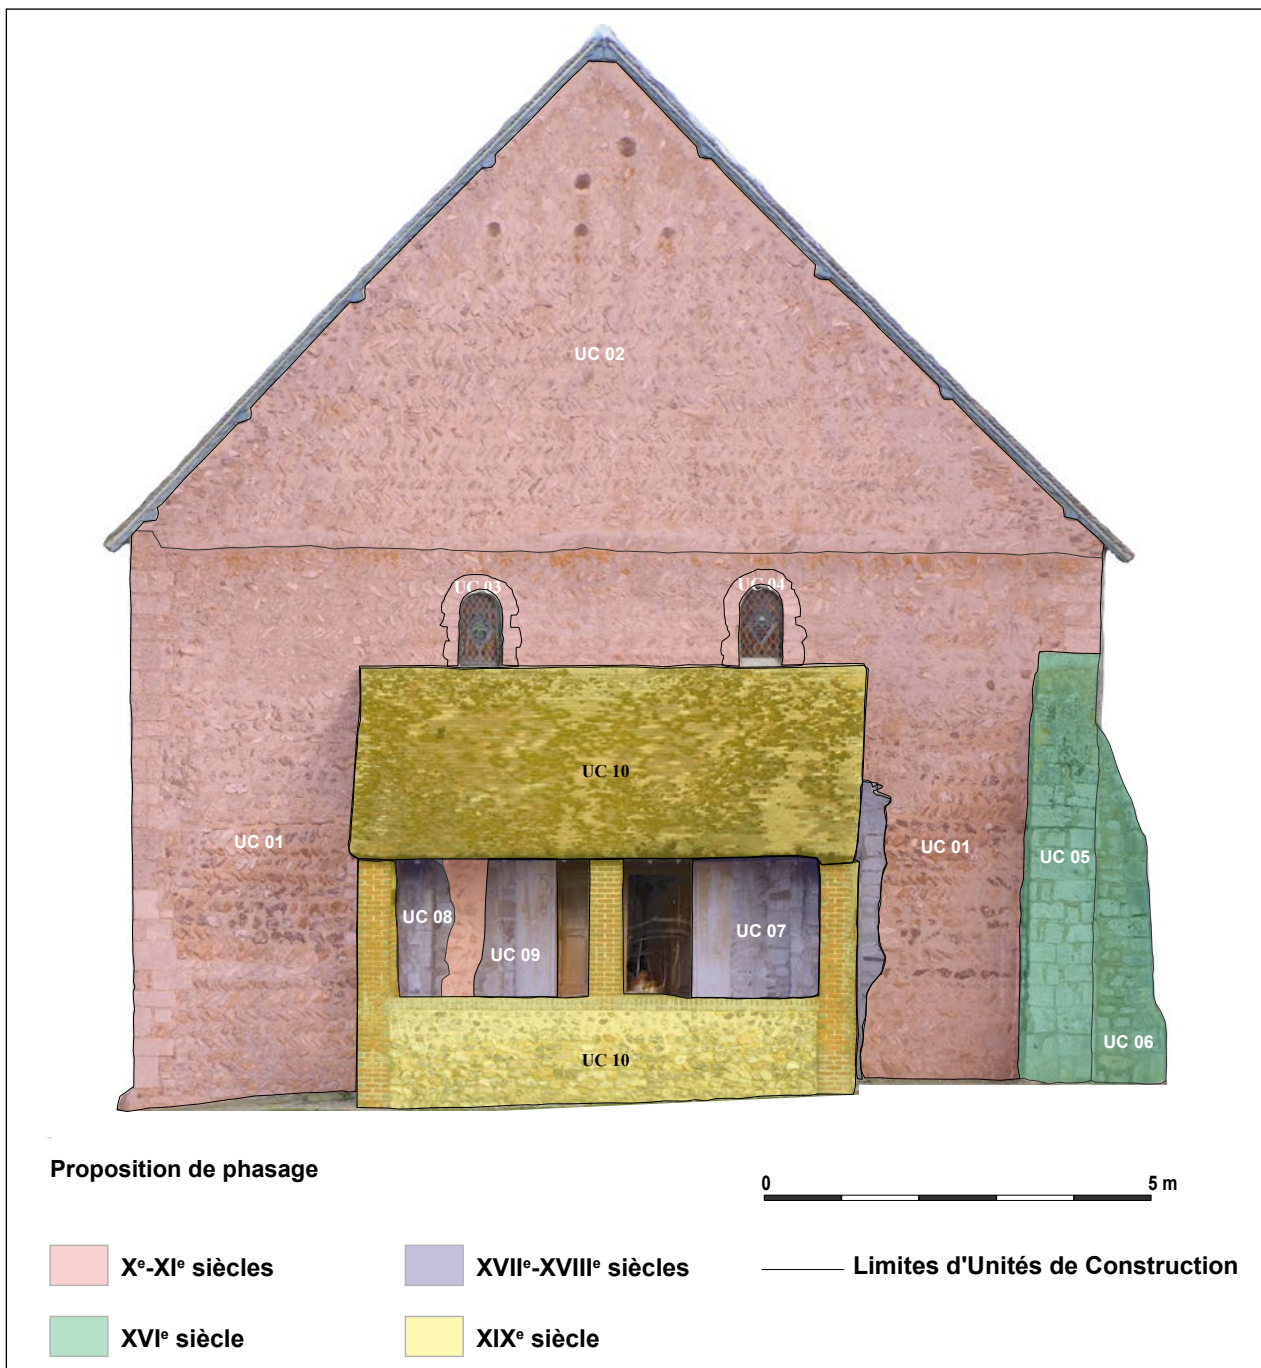 UC 02
UC 03
UC 04
UC 10
UC 01
UC 01
UC 05
UC 08
UC 09
UC 07
UC 10
UC 06
Proposition de phasage
0 5 m
Xe-XIe siècles
XVIIe-XVIIIe siècles
Limites d'Unités de Construction
XVIe siècle
XIXe siècle